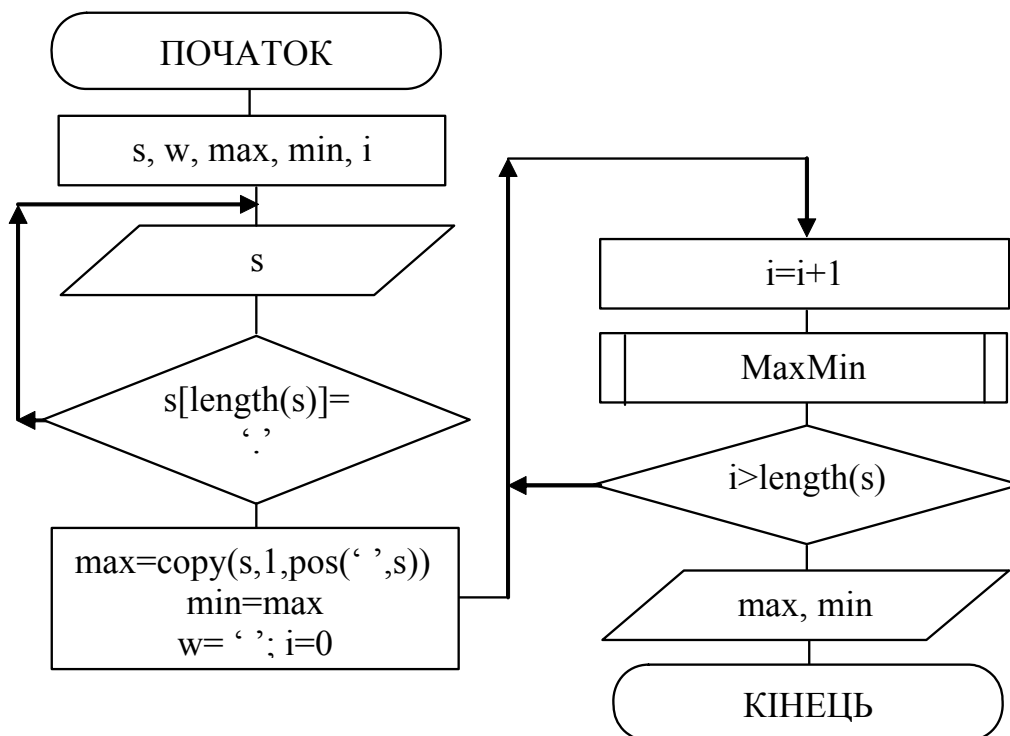 ПОЧАТОК
s, w, max, min, i
s
s[length(s)]=
‘.’
max=copy(s,1,pos(‘ ’,s))
min=max
w= ‘ ’; i=0
i=i+1
MaxMin
i>length(s)
max, min
КІНЕЦЬ